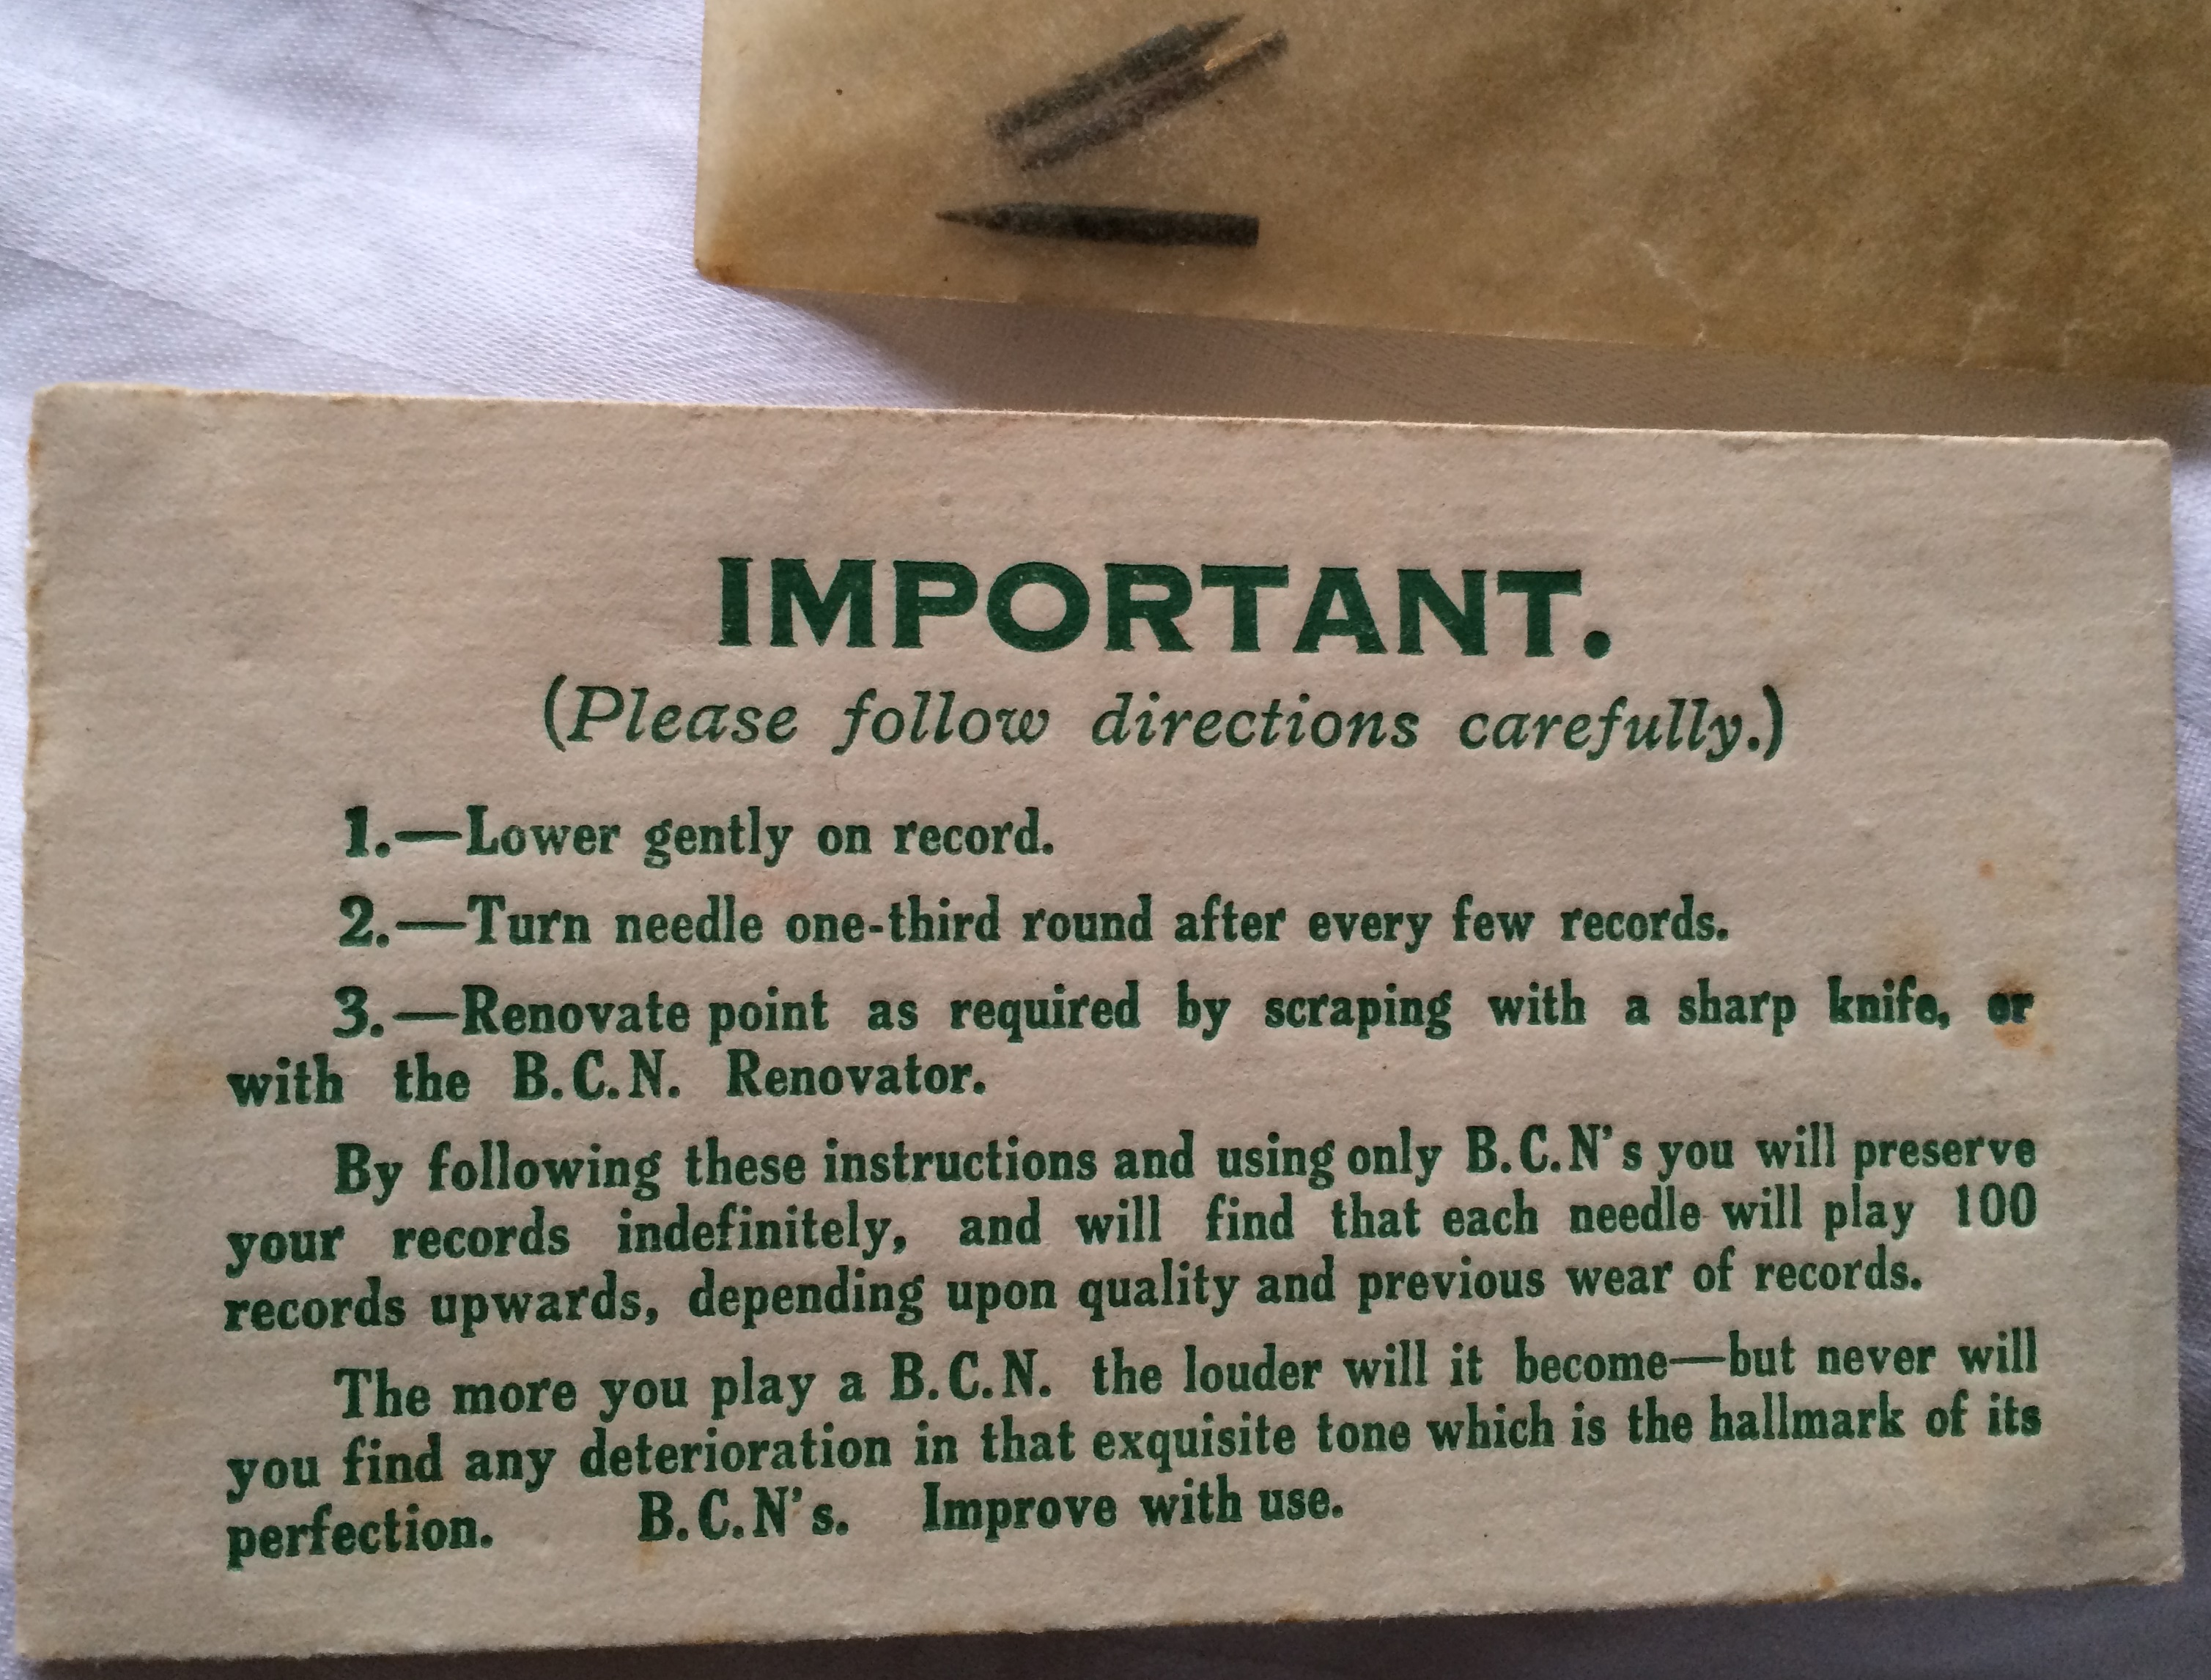 IMPORTANT.
(Please follow directions carefully.)
1.—Lower gently on record.
2.—Turn needle one-third round after every few records.
3.—Renovate point as required by scraping with a sharp knife, or
with the B.C.N. Renovator.
By following these instructions and using only B.C.N's you will preserve
your records indefinitely, and will find that each needle will play 100
records upwards, depending upon quality and previous wear of records.
The more you play a B.C.N. the louder will it become—but never will
you find any deterioration in that exquisite tone which is the hallmark of its
perfection. B.C.N's. Improve with use.